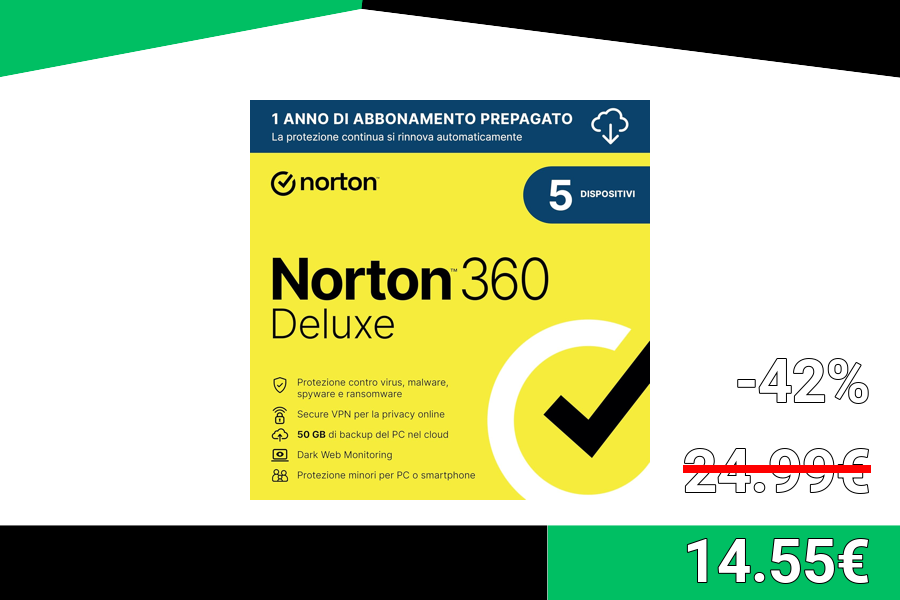 1 ANNO DI ABBONAMENTO PREPAGATO
La protezione continua si rinnova automaticamente
norton™
5 DISPOSITIVI
Norton™ 360
Deluxe
Protezione contro virus, malware,
spyware e ransomware
Secure VPN per la privacy online
50 GB di backup del PC nel cloud
Dark Web Monitoring
Protezione minori per PC o smartphone
-42%
24.99€
14.55€